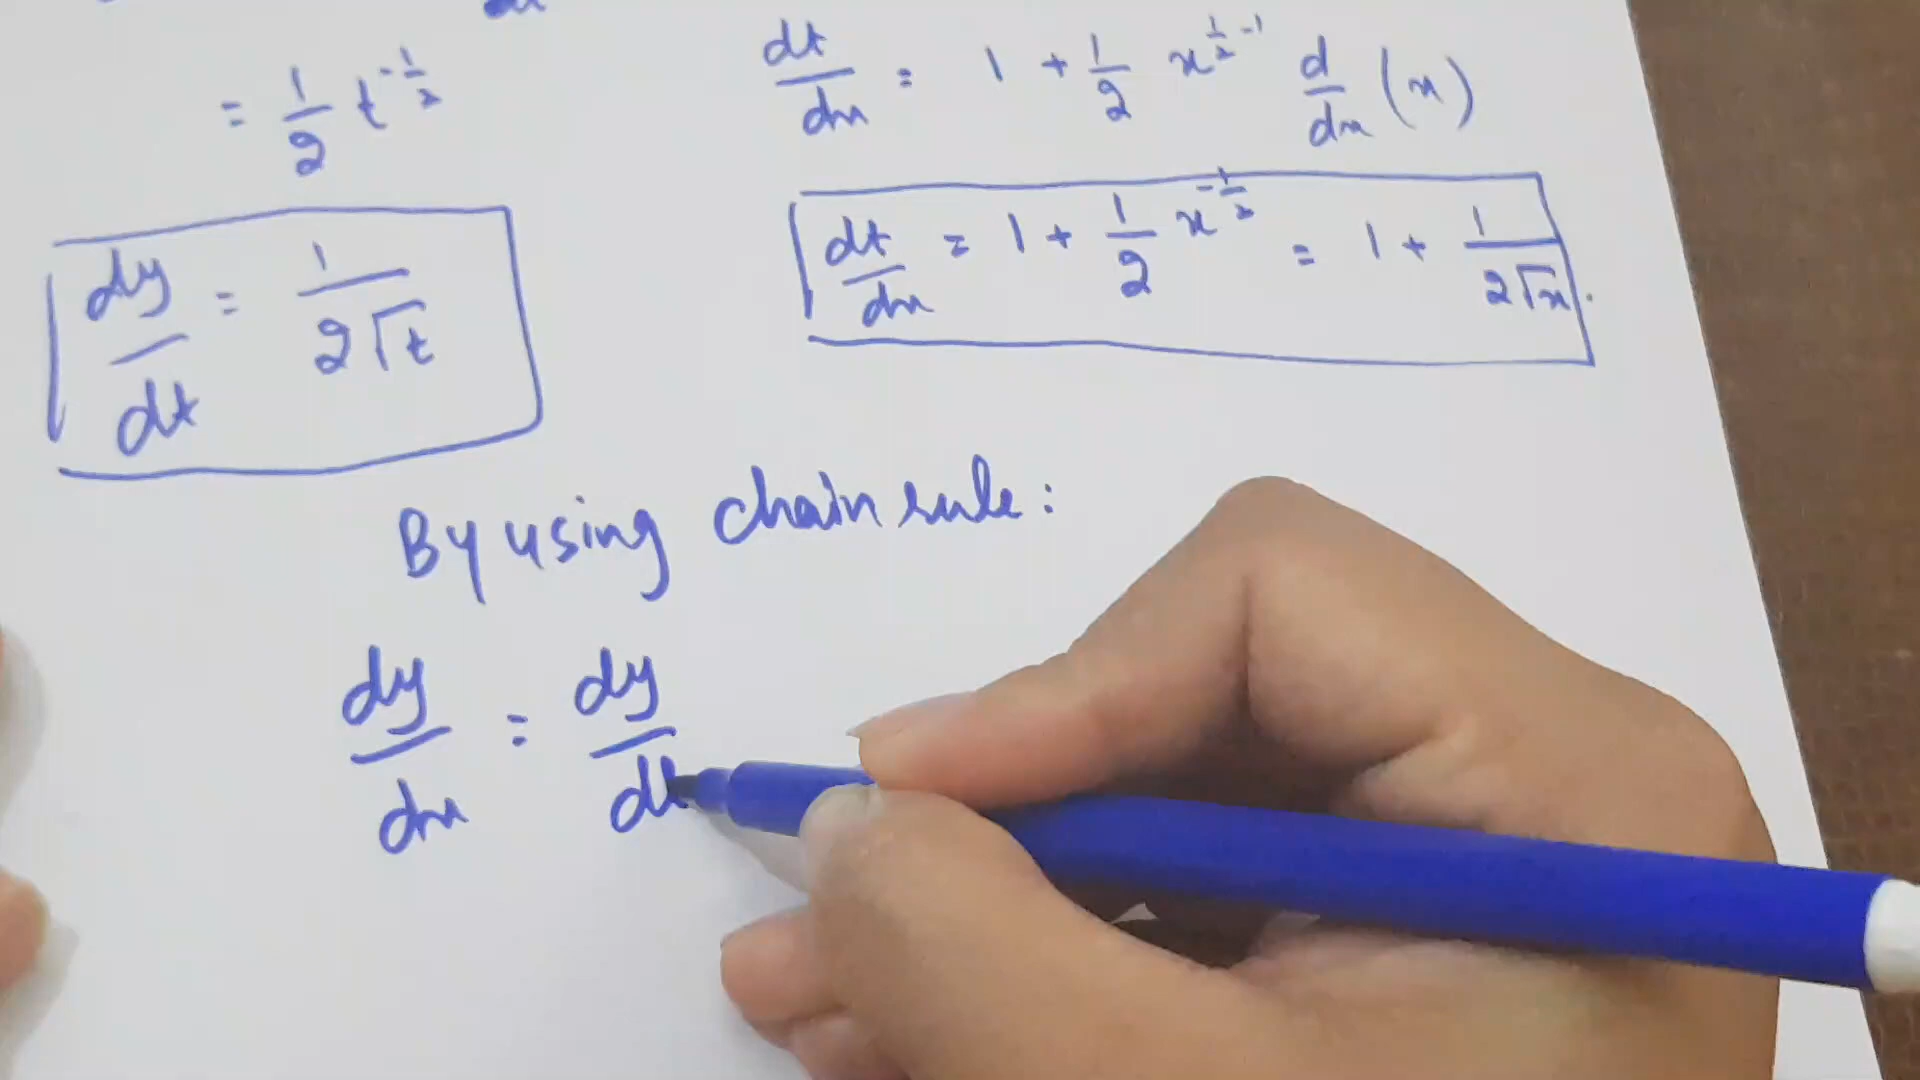 = 1/2 t^{-1/2}
dy/dt = 1/(2√t)
dt/dx = 1 + 1/2 x^{1/2 -1} d/dx (x)
dt/dx = 1 + 1/2 x^{-1/2} = 1 + 1/(2√x).
By using chain rule:
dy/dx = dy/dt